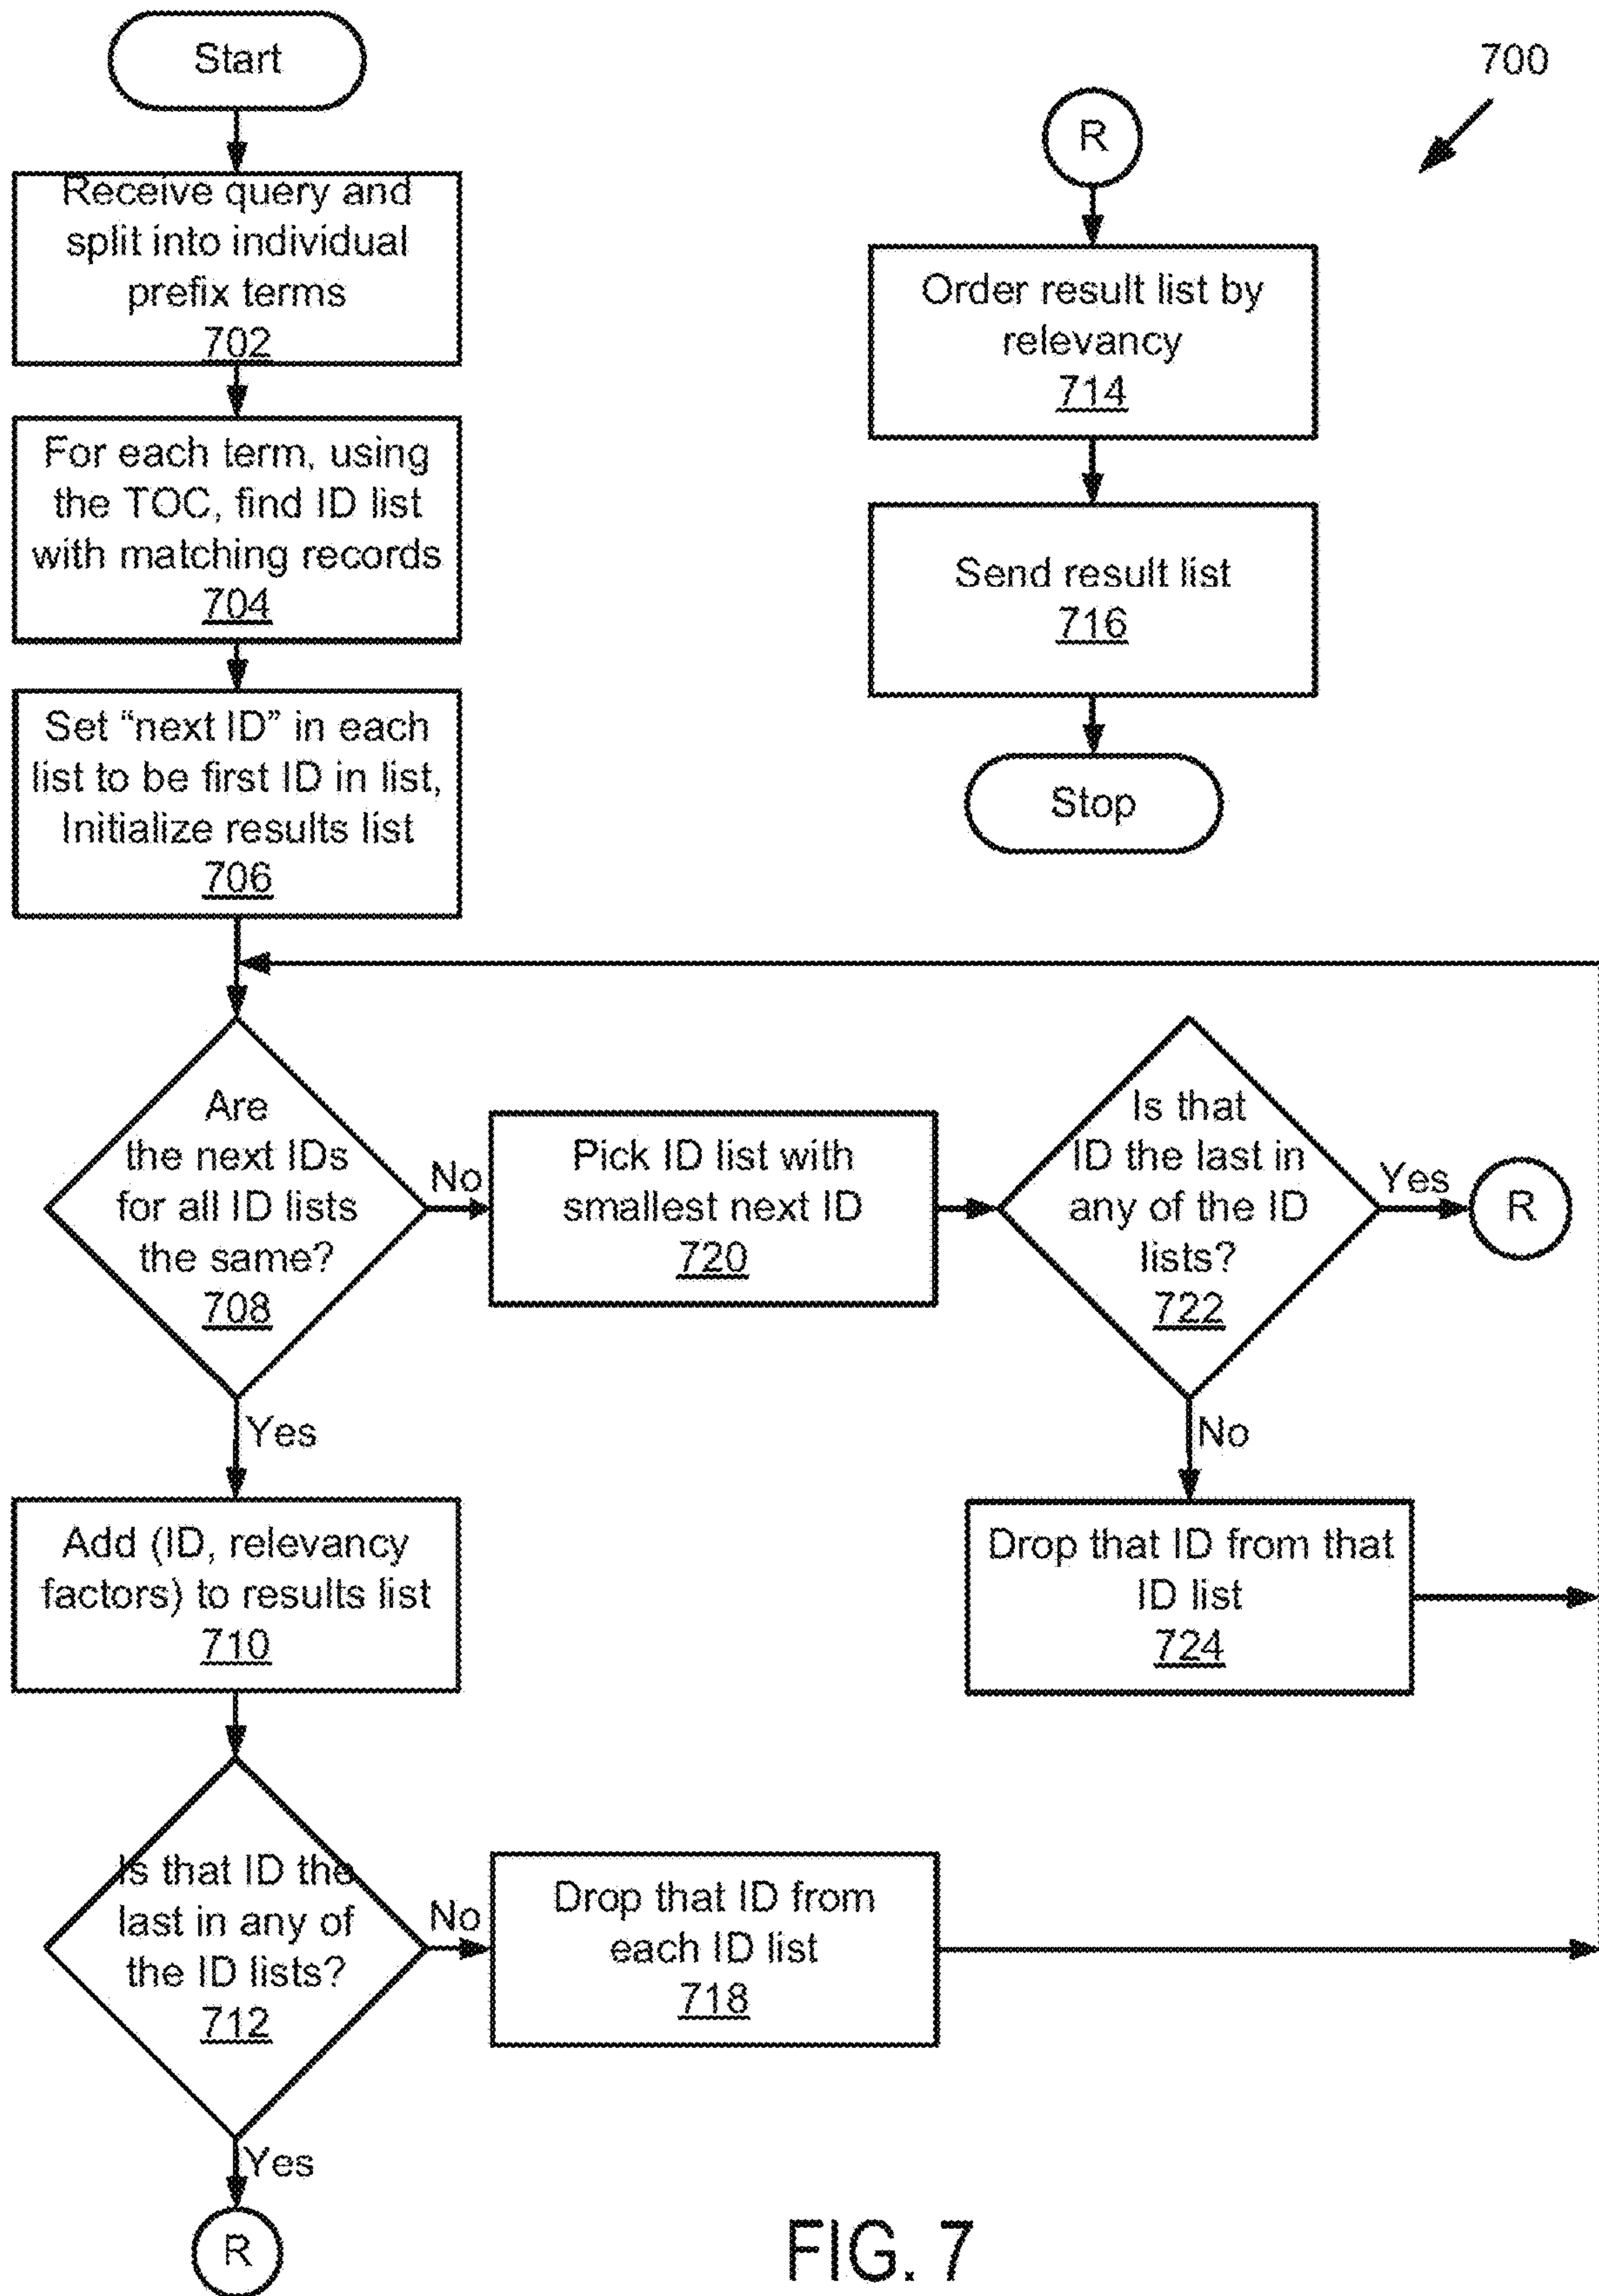 Start
Receive query and
split into individual
prefix terms
702
For each term, using
the TOC, find ID list
with matching records
704
Set “next ID” in each
list to be first ID in list,
Initialize results list
706
700
R
Order result list by
relevancy
714
Send result list
716
Stop
Are
the next IDs
for all ID lists
the same?
708
No
Pick ID list with
smallest next ID
720
Is that
ID the last in
any of the ID
lists?
722
Yes
R
Yes
No
Add (ID, relevancy
factors) to results list
710
Drop that ID from that
ID list
724
Is that ID the
last in any of
the ID lists?
712
No
Drop that ID from
each ID list
718
Yes
R
FIG. 7